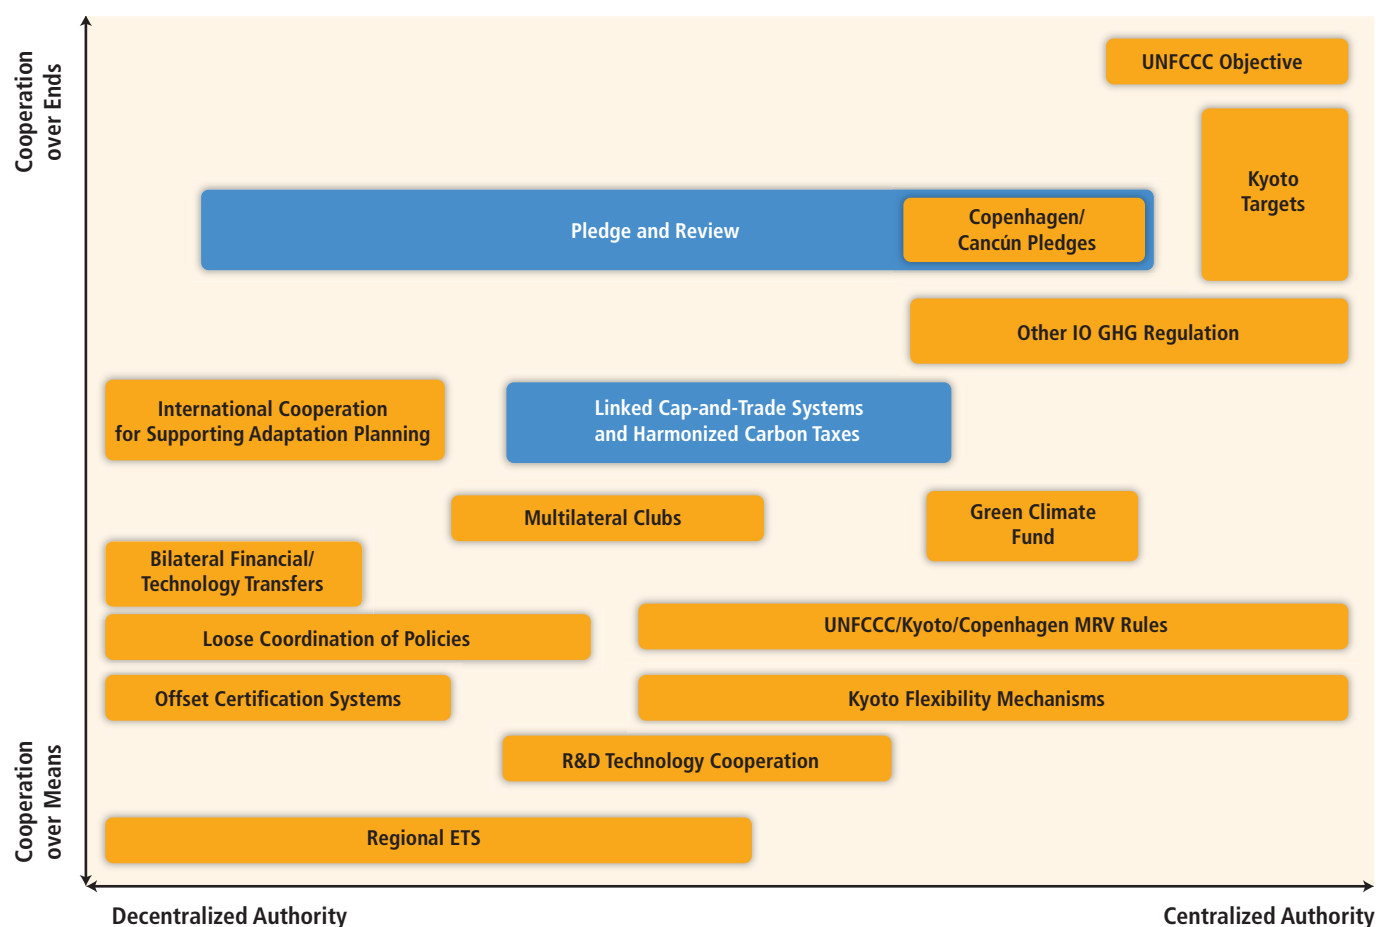 Cooperation
over Ends
UNFCCC Objective
Kyoto
Targets
Pledge and Review
Copenhagen/
Cancún Pledges
Other IO GHG Regulation
International Cooperation
for Supporting Adaptation Planning
Linked Cap-and-Trade Systems
and Harmonized Carbon Taxes
Multilateral Clubs
Green Climate
Fund
Bilateral Financial/
Technology Transfers
Loose Coordination of Policies
UNFCCC/Kyoto/Copenhagen MRV Rules
Offset Certification Systems
Kyoto Flexibility Mechanisms
R&D Technology Cooperation
Cooperation
over Means
Regional ETS
Decentralized Authority
Centralized Authority